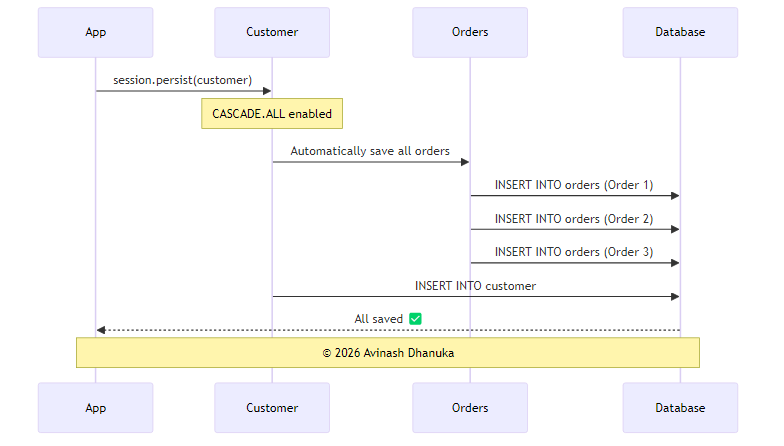 App Customer Orders Database
session.persist(customer)
CASCADE.ALL enabled
Automatically save all orders
INSERT INTO orders (Order 1)
INSERT INTO orders (Order 2)
INSERT INTO orders (Order 3)
INSERT INTO customer
All saved ✅
© 2026 Avinash Dhanuka
App Customer Orders Database